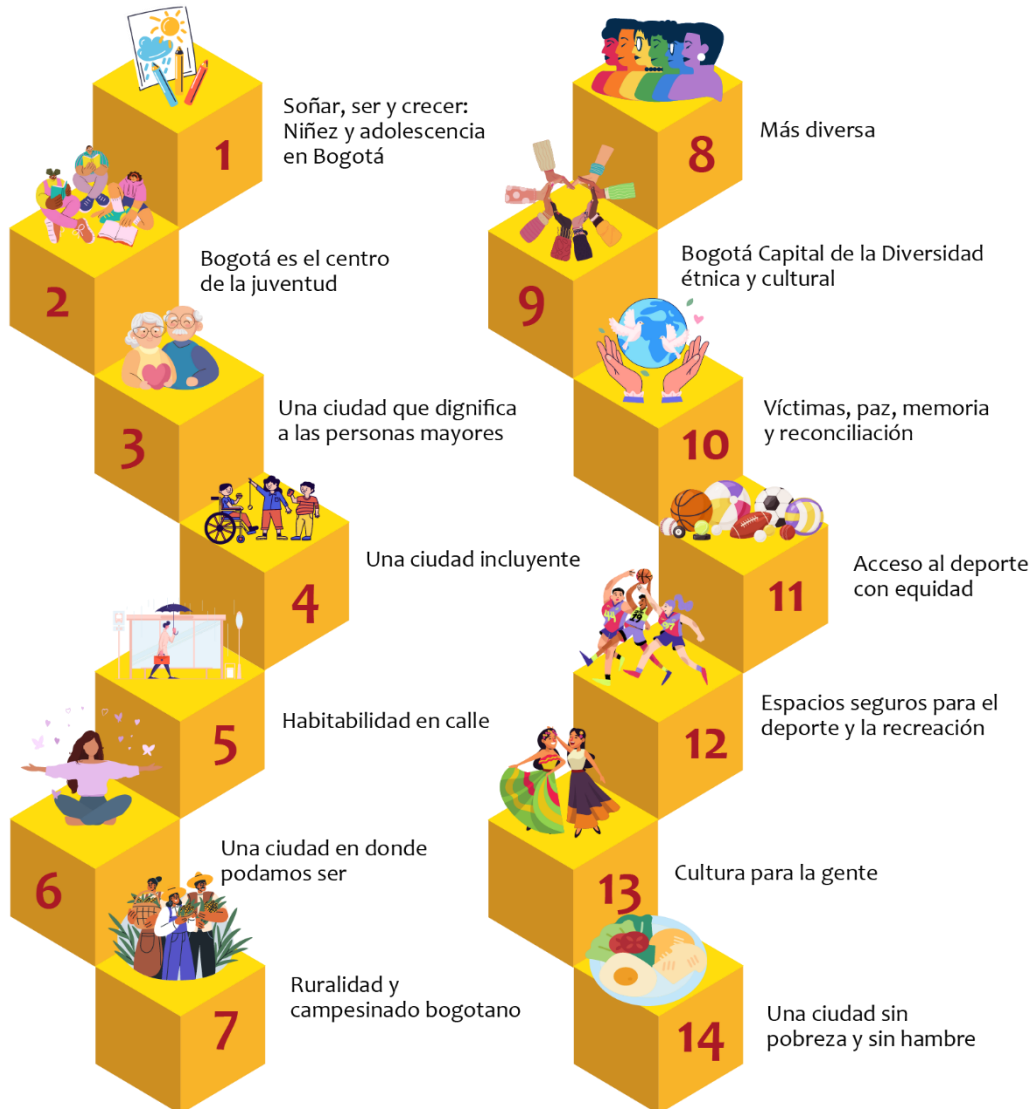 1
Soñar, ser y crecer:
Niñez y adolescencia
en Bogotá
2
Bogotá es el centro
de la juventud
3
Una ciudad que dignifica
a las personas mayores
4
Una ciudad incluyente
5
Habitabilidad en calle
6
Una ciudad en donde
podamos ser
7
Ruralidad y
campesinado bogotano
8
Más diversa
9
Bogotá Capital de la Diversidad
étnica y cultural
10
Víctimas, paz, memoria
y reconciliación
11
Acceso al deporte
con equidad
12
Espacios seguros para el
deporte y la recreación
13
Cultura para la gente
14
Una ciudad sin
pobreza y sin hambre